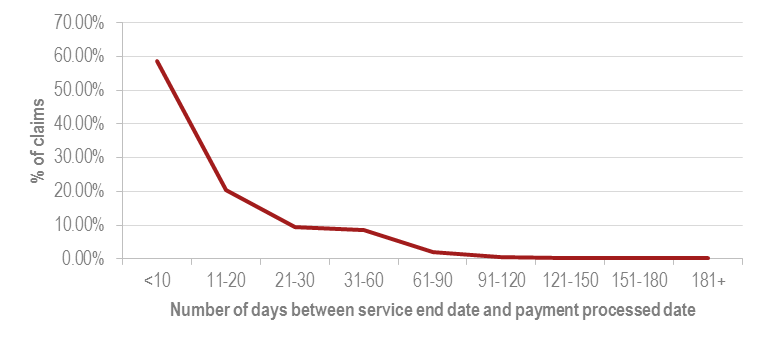 70.00%
60.00%
50.00%
40.00%
30.00%
20.00%
10.00%
0.00%
% of claims
<10 11-20 21-30 31-60 61-90 91-120 121-150 151-180 181+
Number of days between service end date and payment processed date